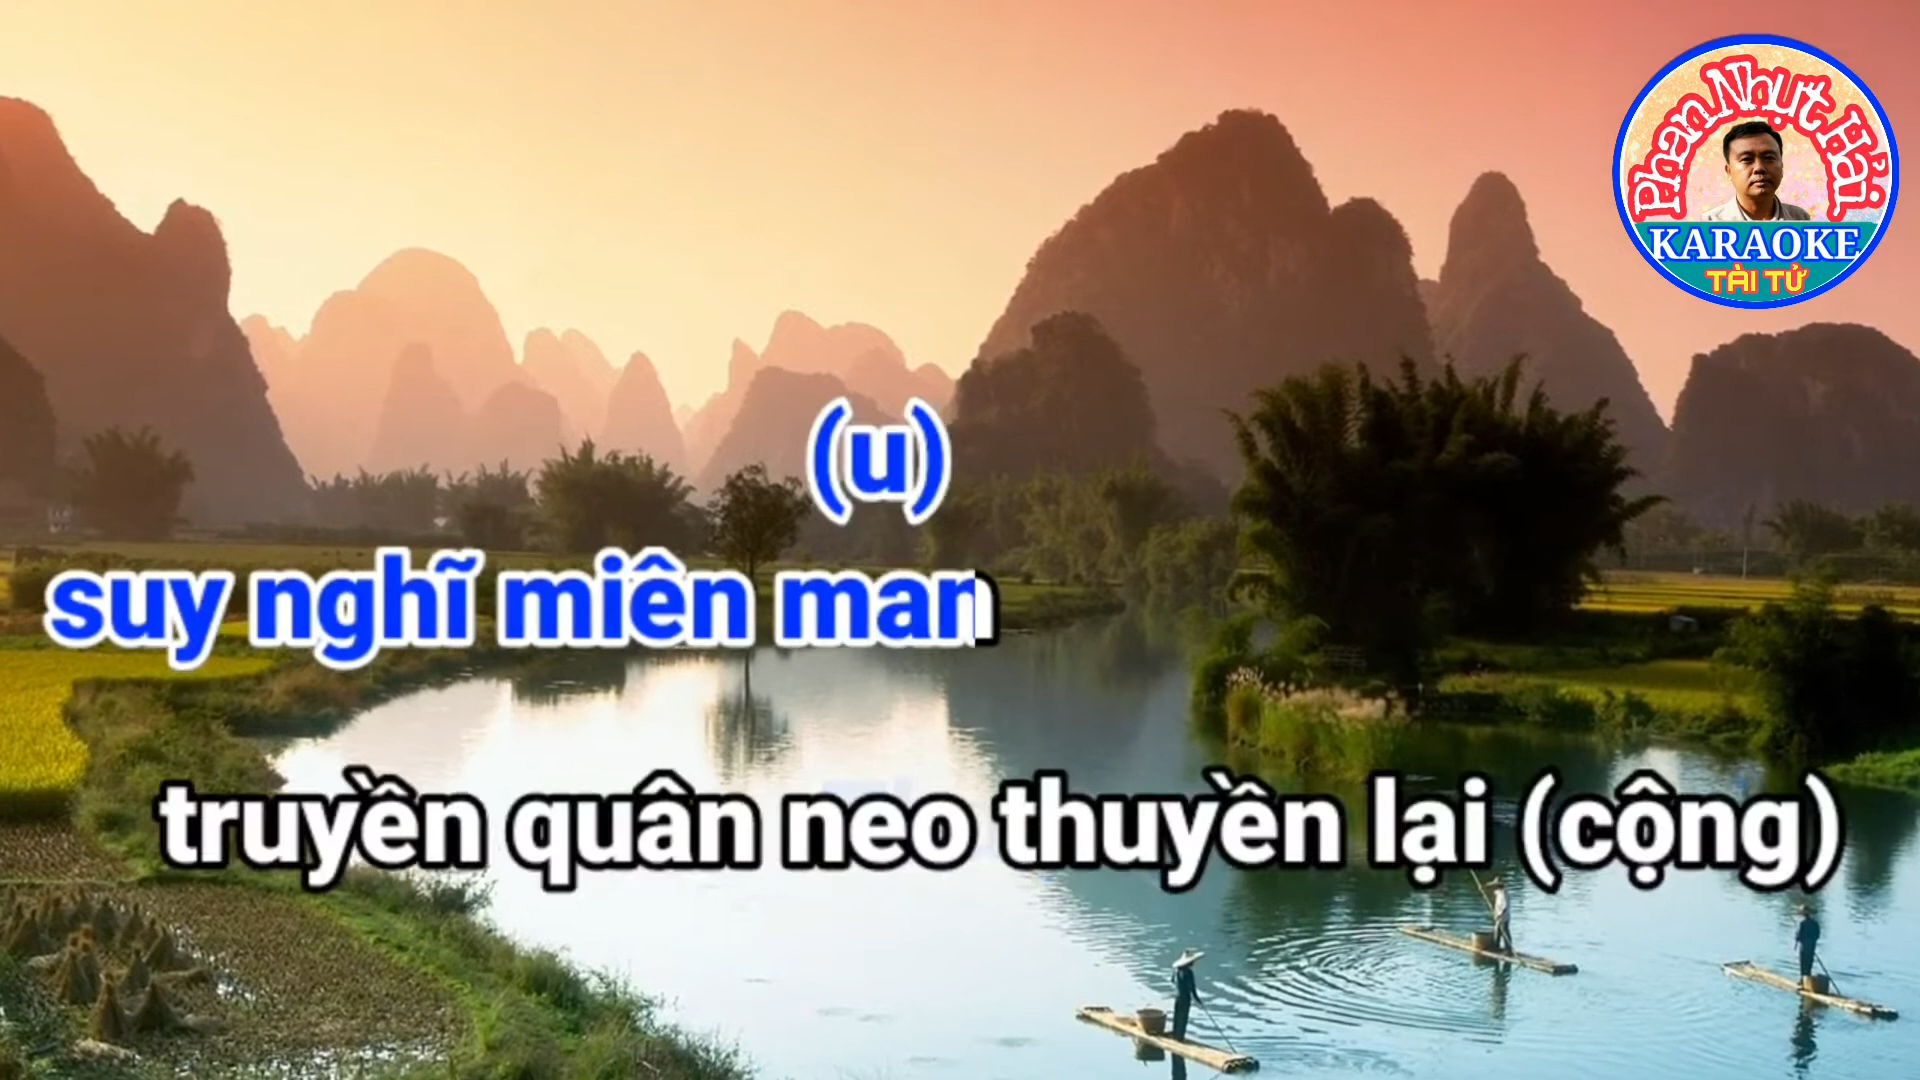 Phan Nhựt Hải
KARAOKE
TÀI TỬ
(u)
suy nghĩ miên man
truyền quân neo thuyền lại (cộng)